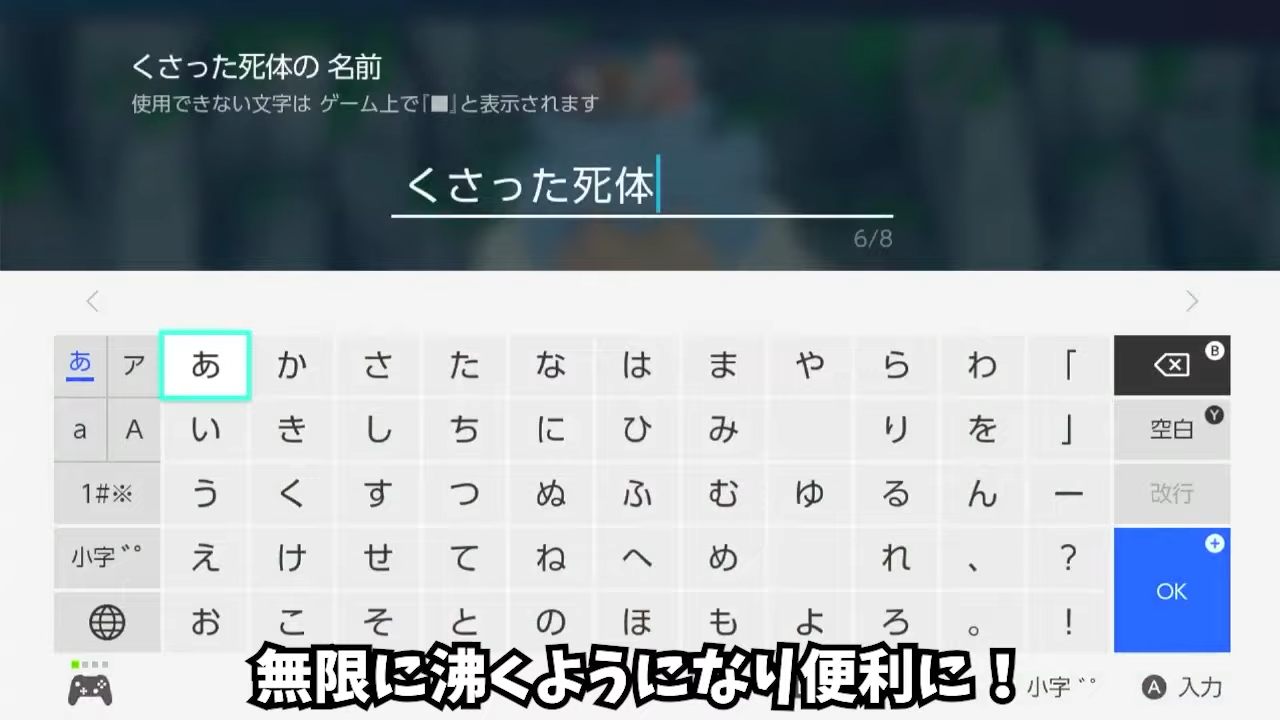 くさった死体の 名前
使用できない文字は ゲーム上で『■』と表示されます
くさった死体
6/8
あ ア あ か さ た な は ま や ら わ 「 B
a A い き し ち に ひ み り を 」 空白 Y
1#※ う く す つ ぬ ふ む ゆ る ん ー 改行
小字゛゜ え け せ て ね へ め れ 、 ? +
OK
お こ そ と の ほ も よ ろ 。 !
無限に沸くようになり便利に!
小字゛゜ A 入力